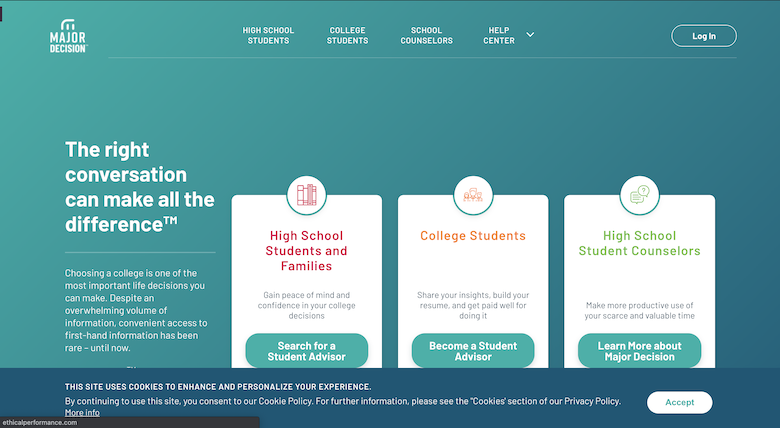 MAJOR
DECISION
HIGH SCHOOL
STUDENTS
COLLEGE
STUDENTS
SCHOOL
COUNSELORS
HELP
CENTER
Log In
The right
conversation
can make all the
difference™
Choosing a college is one of the
most important life decisions you
can make. Despite an
overwhelming volume of
information, convenient access to
first-hand information has been
rare – until now.
High School
Students and
Families
Gain peace of mind and
confidence in your college
decisions
Search for a
Student Advisor
College Students
Share your insights, build your
resume, and get paid well for
doing it
Become a Student
Advisor
High School
Student Counselors
Make more productive use of
your scarce and valuable time
Learn More about
Major Decision
THIS SITE USES COOKIES TO ENHANCE AND PERSONALIZE YOUR EXPERIENCE.
By continuing to use this site, you consent to our Cookie Policy. For further information, please see the "Cookies' section of our Privacy Policy.
More info
Accept
ethicalperformance.com